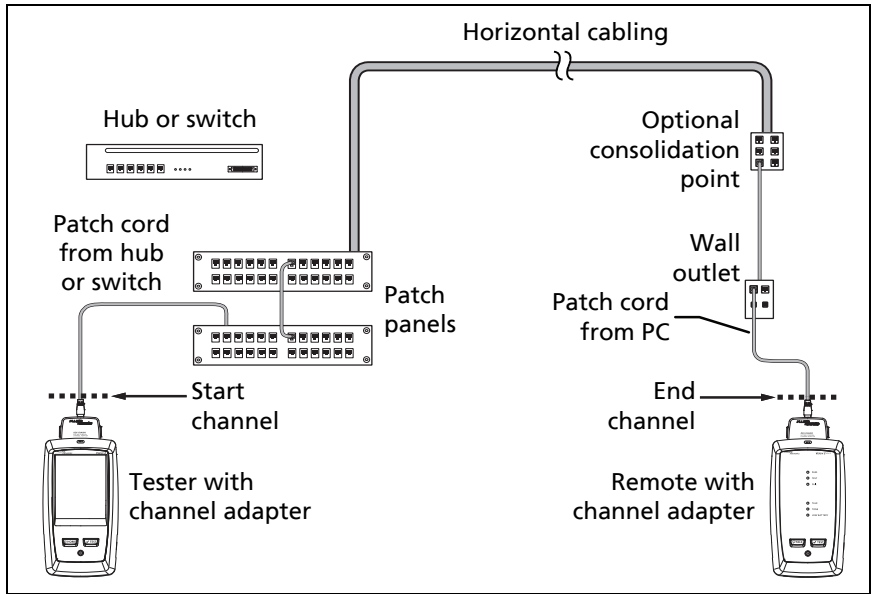 Horizontal cabling
Hub or switch
Optional
consolidation
point
Patch cord
from hub
or switch
Wall
outlet
Patch
panels
Patch cord
from PC
Start
channel
End
channel
Tester with
channel adapter
Remote with
channel adapter